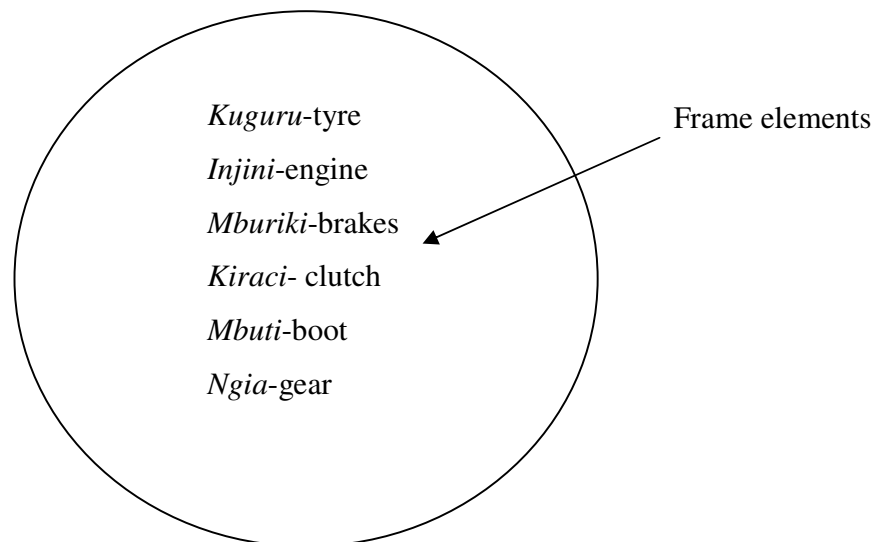 Kuguru-tyre
Frame elements
Injini-engine
Mburiki-brakes
Kiraci- clutch
Mbuti-boot
Ngia-gear